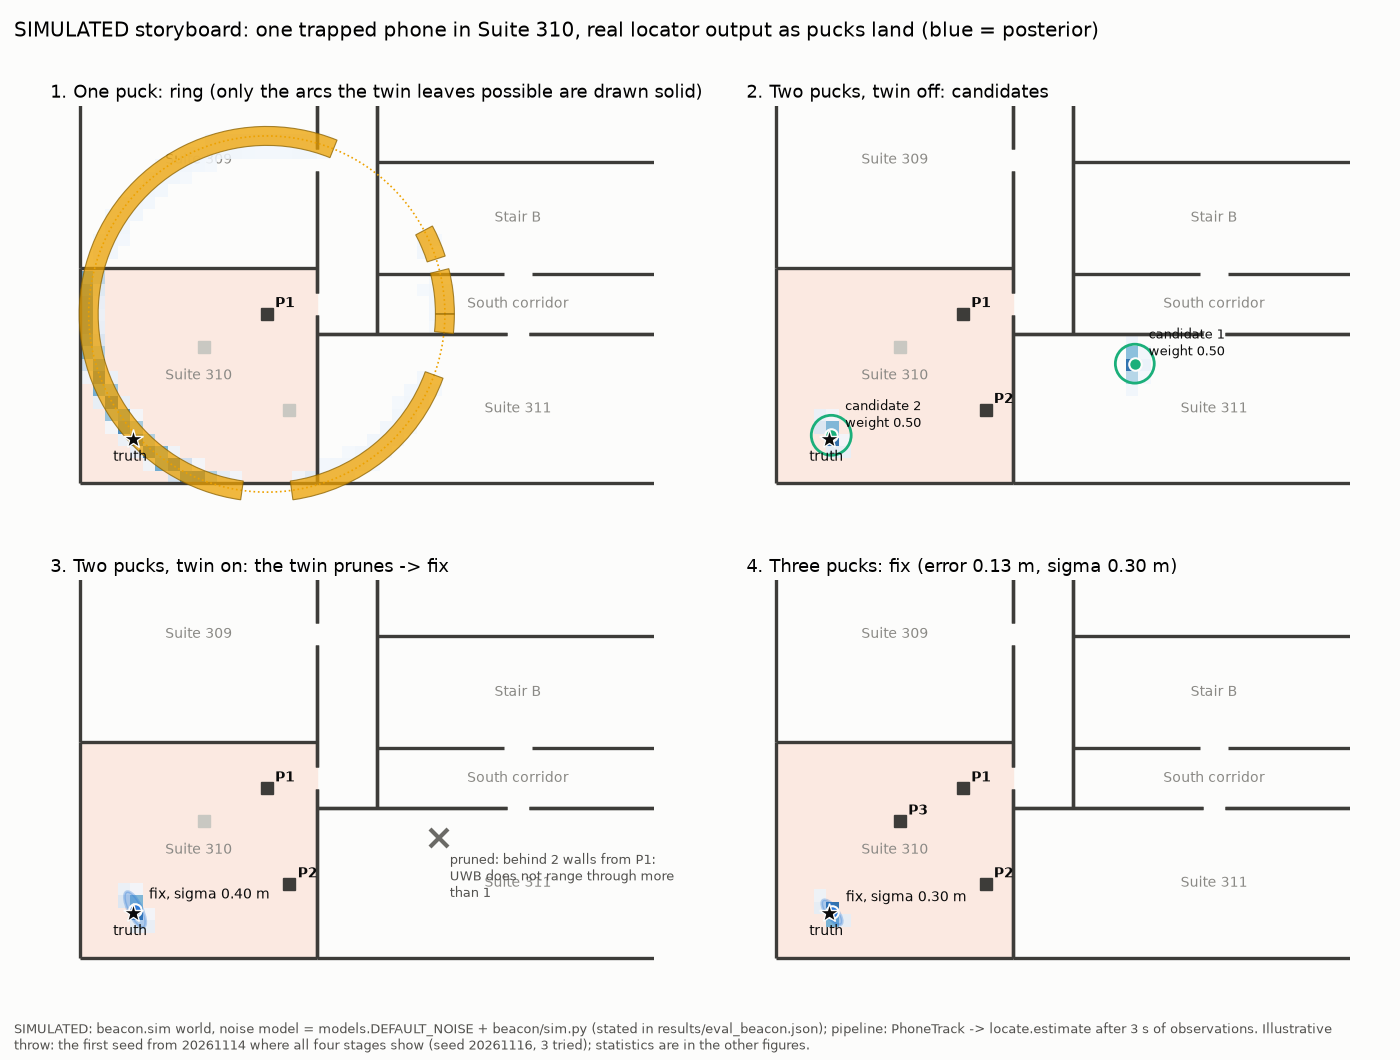 SIMULATED storyboard: one trapped phone in Suite 310, real locator output as pucks land (blue = posterior)
1. One puck: ring (only the arcs the twin leaves possible are drawn solid)
Stair B
South corridor
P1
Suite 310
Suite 311
truth
2. Two pucks, twin off: candidates
Suite 309
Stair B
South corridor
P1
candidate 1
weight 0.50
Suite 310
P2
candidate 2
weight 0.50
Suite 311
truth
3. Two pucks, twin on: the twin prunes -> fix
Suite 309
Stair B
South corridor
P1
Suite 310
pruned: behind 2 walls from P1:
UWB does not range through more
than 1
Suite 311
P2
fix, sigma 0.40 m
truth
4. Three pucks: fix (error 0.13 m, sigma 0.30 m)
Suite 309
Stair B
South corridor
P1
P3
Suite 310
P2
Suite 311
fix, sigma 0.30 m
truth
SIMULATED: beacon.sim world, noise model = models.DEFAULT_NOISE + beacon/sim.py (stated in results/eval_beacon.json); pipeline: PhoneTrack -> locate.estimate after 3 s of observations. Illustrative
throw: the first seed from 20261114 where all four stages show (seed 20261116, 3 tried); statistics are in the other figures.